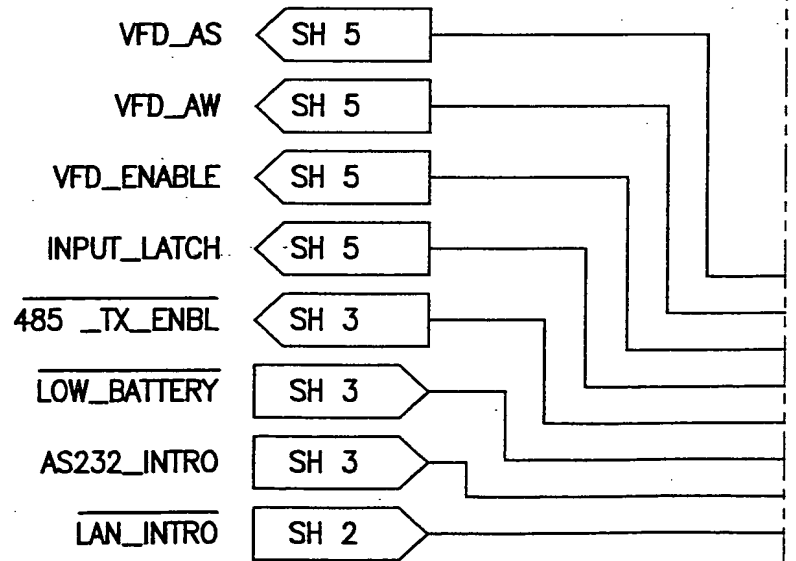 VFD_AS SH 5
VFD_AW SH 5
VFD_ENABLE SH 5
INPUT_LATCH SH 5
485 _TX_ENBL SH 3
LOW_BATTERY SH 3
AS232_INTRO SH 3
LAN_INTRO SH 2